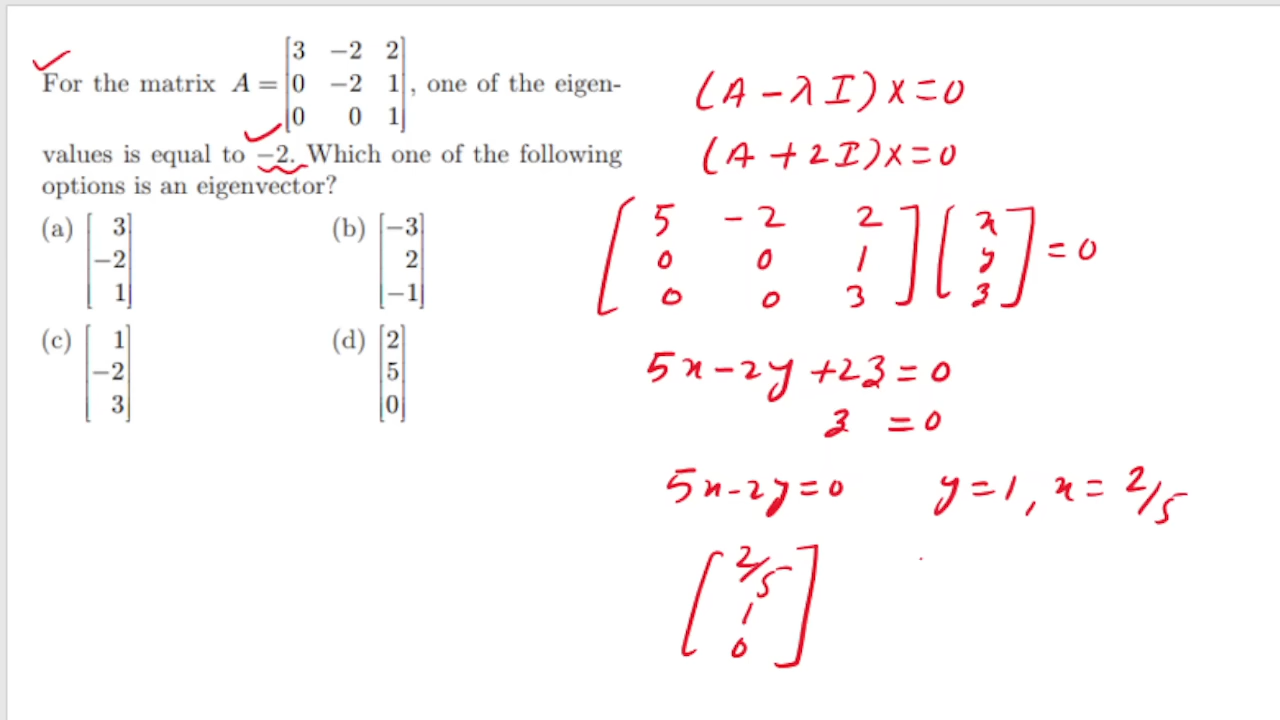 For the matrix A = [3 −2 2
0 −2 1
0 0 1], one of the eigen-
values is equal to −2. Which one of the following
options is an eigenvector?
(a) [3
−2
1]
(b) [−3
2
−1]
(c) [1
−2
3]
(d) [2
5
0]
(A − λI)x = 0
(A + 2I)x = 0
[5 −2 2
0 0 1
0 0 3] [x
y
z] = 0
5x − 2y + 2z = 0
z = 0
5x − 2y = 0 y = 1, x = 2/5
[2/5
1
0]